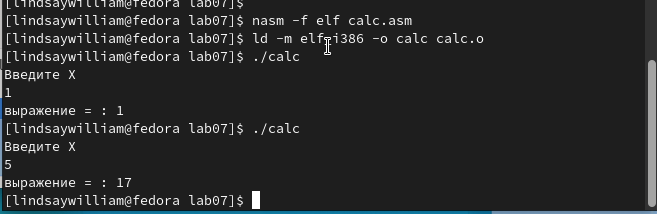 [lindsaywilliam@fedora lab07]$
[lindsaywilliam@fedora lab07]$ nasm -f elf calc.asm
[lindsaywilliam@fedora lab07]$ ld -m elf_i386 -o calc calc.o
[lindsaywilliam@fedora lab07]$ ./calc
Введите X
1
выражение = : 1
[lindsaywilliam@fedora lab07]$ ./calc
Введите X
5
выражение = : 17
[lindsaywilliam@fedora lab07]$